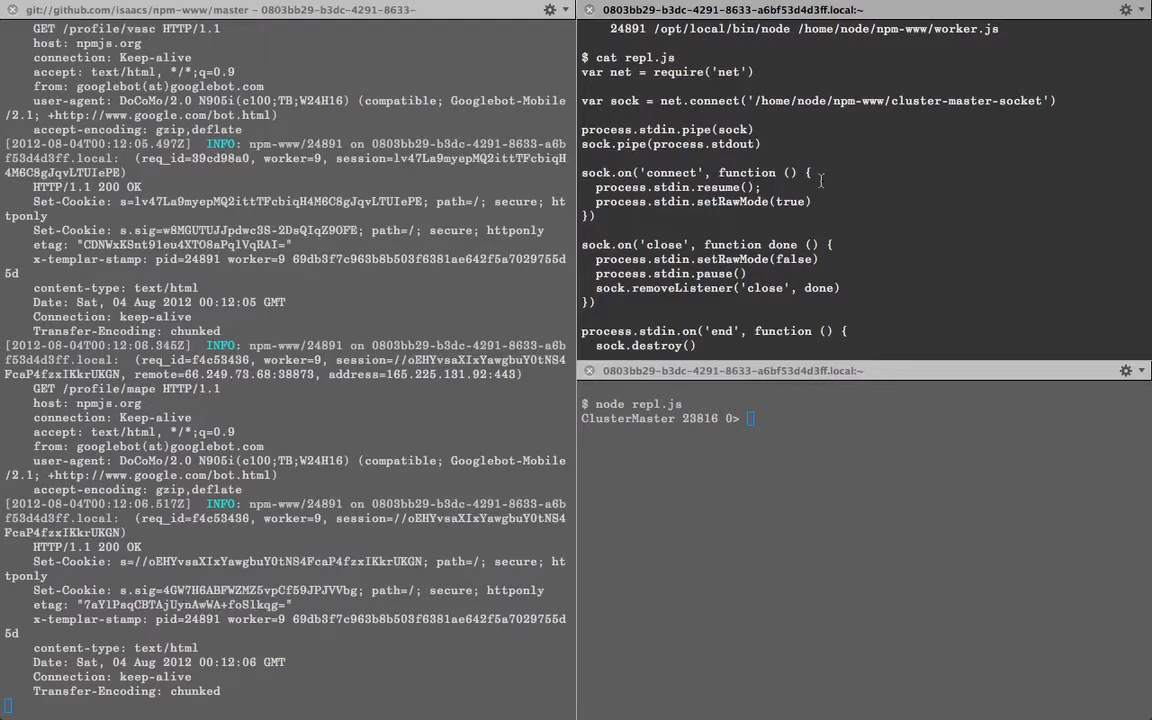 git://github.com/isaacs/npm-www/master ~ 0803bb29-b3dc-4291-8633-
GET /profile/vasc HTTP/1.1
host: npmjs.org
connection: Keep-alive
accept: text/html, */*;q=0.9
from: googlebot(at)googlebot.com
user-agent: DoCoMo/2.0 N905i(c100;TB;W24H16) (compatible; Googlebot-Mobile
/2.1; +http://www.google.com/bot.html)
accept-encoding: gzip,deflate
[2012-08-04T00:12:05.497Z]  INFO: npm-www/24891 on 0803bb29-b3dc-4291-8633-a6b
f53d4d3ff.local:  (req_id=39cd98a0, worker=9, session=lv47La9myepMQ2ittTFcbiqH
4M6C8gJqvLTUIePE)
HTTP/1.1 200 OK
Set-Cookie: s=lv47La9myepMQ2ittTFcbiqH4M6C8gJqvLTUIePE; path=/; secure; ht
tponly
Set-Cookie: s.sig=w8MGUTUJJpdwc3S-2DsQIqZ9OFE; path=/; secure; httponly
etag: "CDNWxKSnt91eu4XTO8aPqlVqRAI="
x-templar-stamp: pid=24891 worker=9 69db3f7c963b8b503f6381ae642f5a7029755d
5d
content-type: text/html
Date: Sat, 04 Aug 2012 00:12:05 GMT
Connection: keep-alive
Transfer-Encoding: chunked
[2012-08-04T00:12:06.345Z]  INFO: npm-www/24891 on 0803bb29-b3dc-4291-8633-a6b
f53d4d3ff.local:  (req_id=f4c53436, worker=9, session=//oEHYvsaXIxYawgbuY0tNS4
FcaP4fzxIKkrUKGN, remote=66.249.73.68:38873, address=165.225.131.92:443)
GET /profile/mape HTTP/1.1
host: npmjs.org
connection: Keep-alive
accept: text/html, */*;q=0.9
from: googlebot(at)googlebot.com
user-agent: DoCoMo/2.0 N905i(c100;TB;W24H16) (compatible; Googlebot-Mobile
/2.1; +http://www.google.com/bot.html)
accept-encoding: gzip,deflate
[2012-08-04T00:12:06.517Z]  INFO: npm-www/24891 on 0803bb29-b3dc-4291-8633-a6b
f53d4d3ff.local:  (req_id=f4c53436, worker=9, session=//oEHYvsaXIxYawgbuY0tNS4
FcaP4fzxIKkrUKGN)
HTTP/1.1 200 OK
Set-Cookie: s=//oEHYvsaXIxYawgbuY0tNS4FcaP4fzxIKkrUKGN; path=/; secure; ht
tponly
Set-Cookie: s.sig=4GW7H6ABFWZMZ5vpCf59JPJVVbg; path=/; secure; httponly
etag: "7aYlPsqCBTAjUynAwWA+foSlkqg="
x-templar-stamp: pid=24891 worker=9 69db3f7c963b8b503f6381ae642f5a7029755d
5d
content-type: text/html
Date: Sat, 04 Aug 2012 00:12:06 GMT
Connection: keep-alive
Transfer-Encoding: chunked
0803bb29-b3dc-4291-8633-a6bf53d4d3ff.local:~
24891 /opt/local/bin/node /home/node/npm-www/worker.js
$ cat repl.js
var net = require('net')
var sock = net.connect('/home/node/npm-www/cluster-master-socket')
process.stdin.pipe(sock)
sock.pipe(process.stdout)
sock.on('connect', function () {
process.stdin.resume();
process.stdin.setRawMode(true)
})
sock.on('close', function done () {
process.stdin.setRawMode(false)
process.stdin.pause()
sock.removeListener('close', done)
})
process.stdin.on('end', function () {
sock.destroy()
0803bb29-b3dc-4291-8633-a6bf53d4d3ff.local:~
$ node repl.js
ClusterMaster 23816 0>